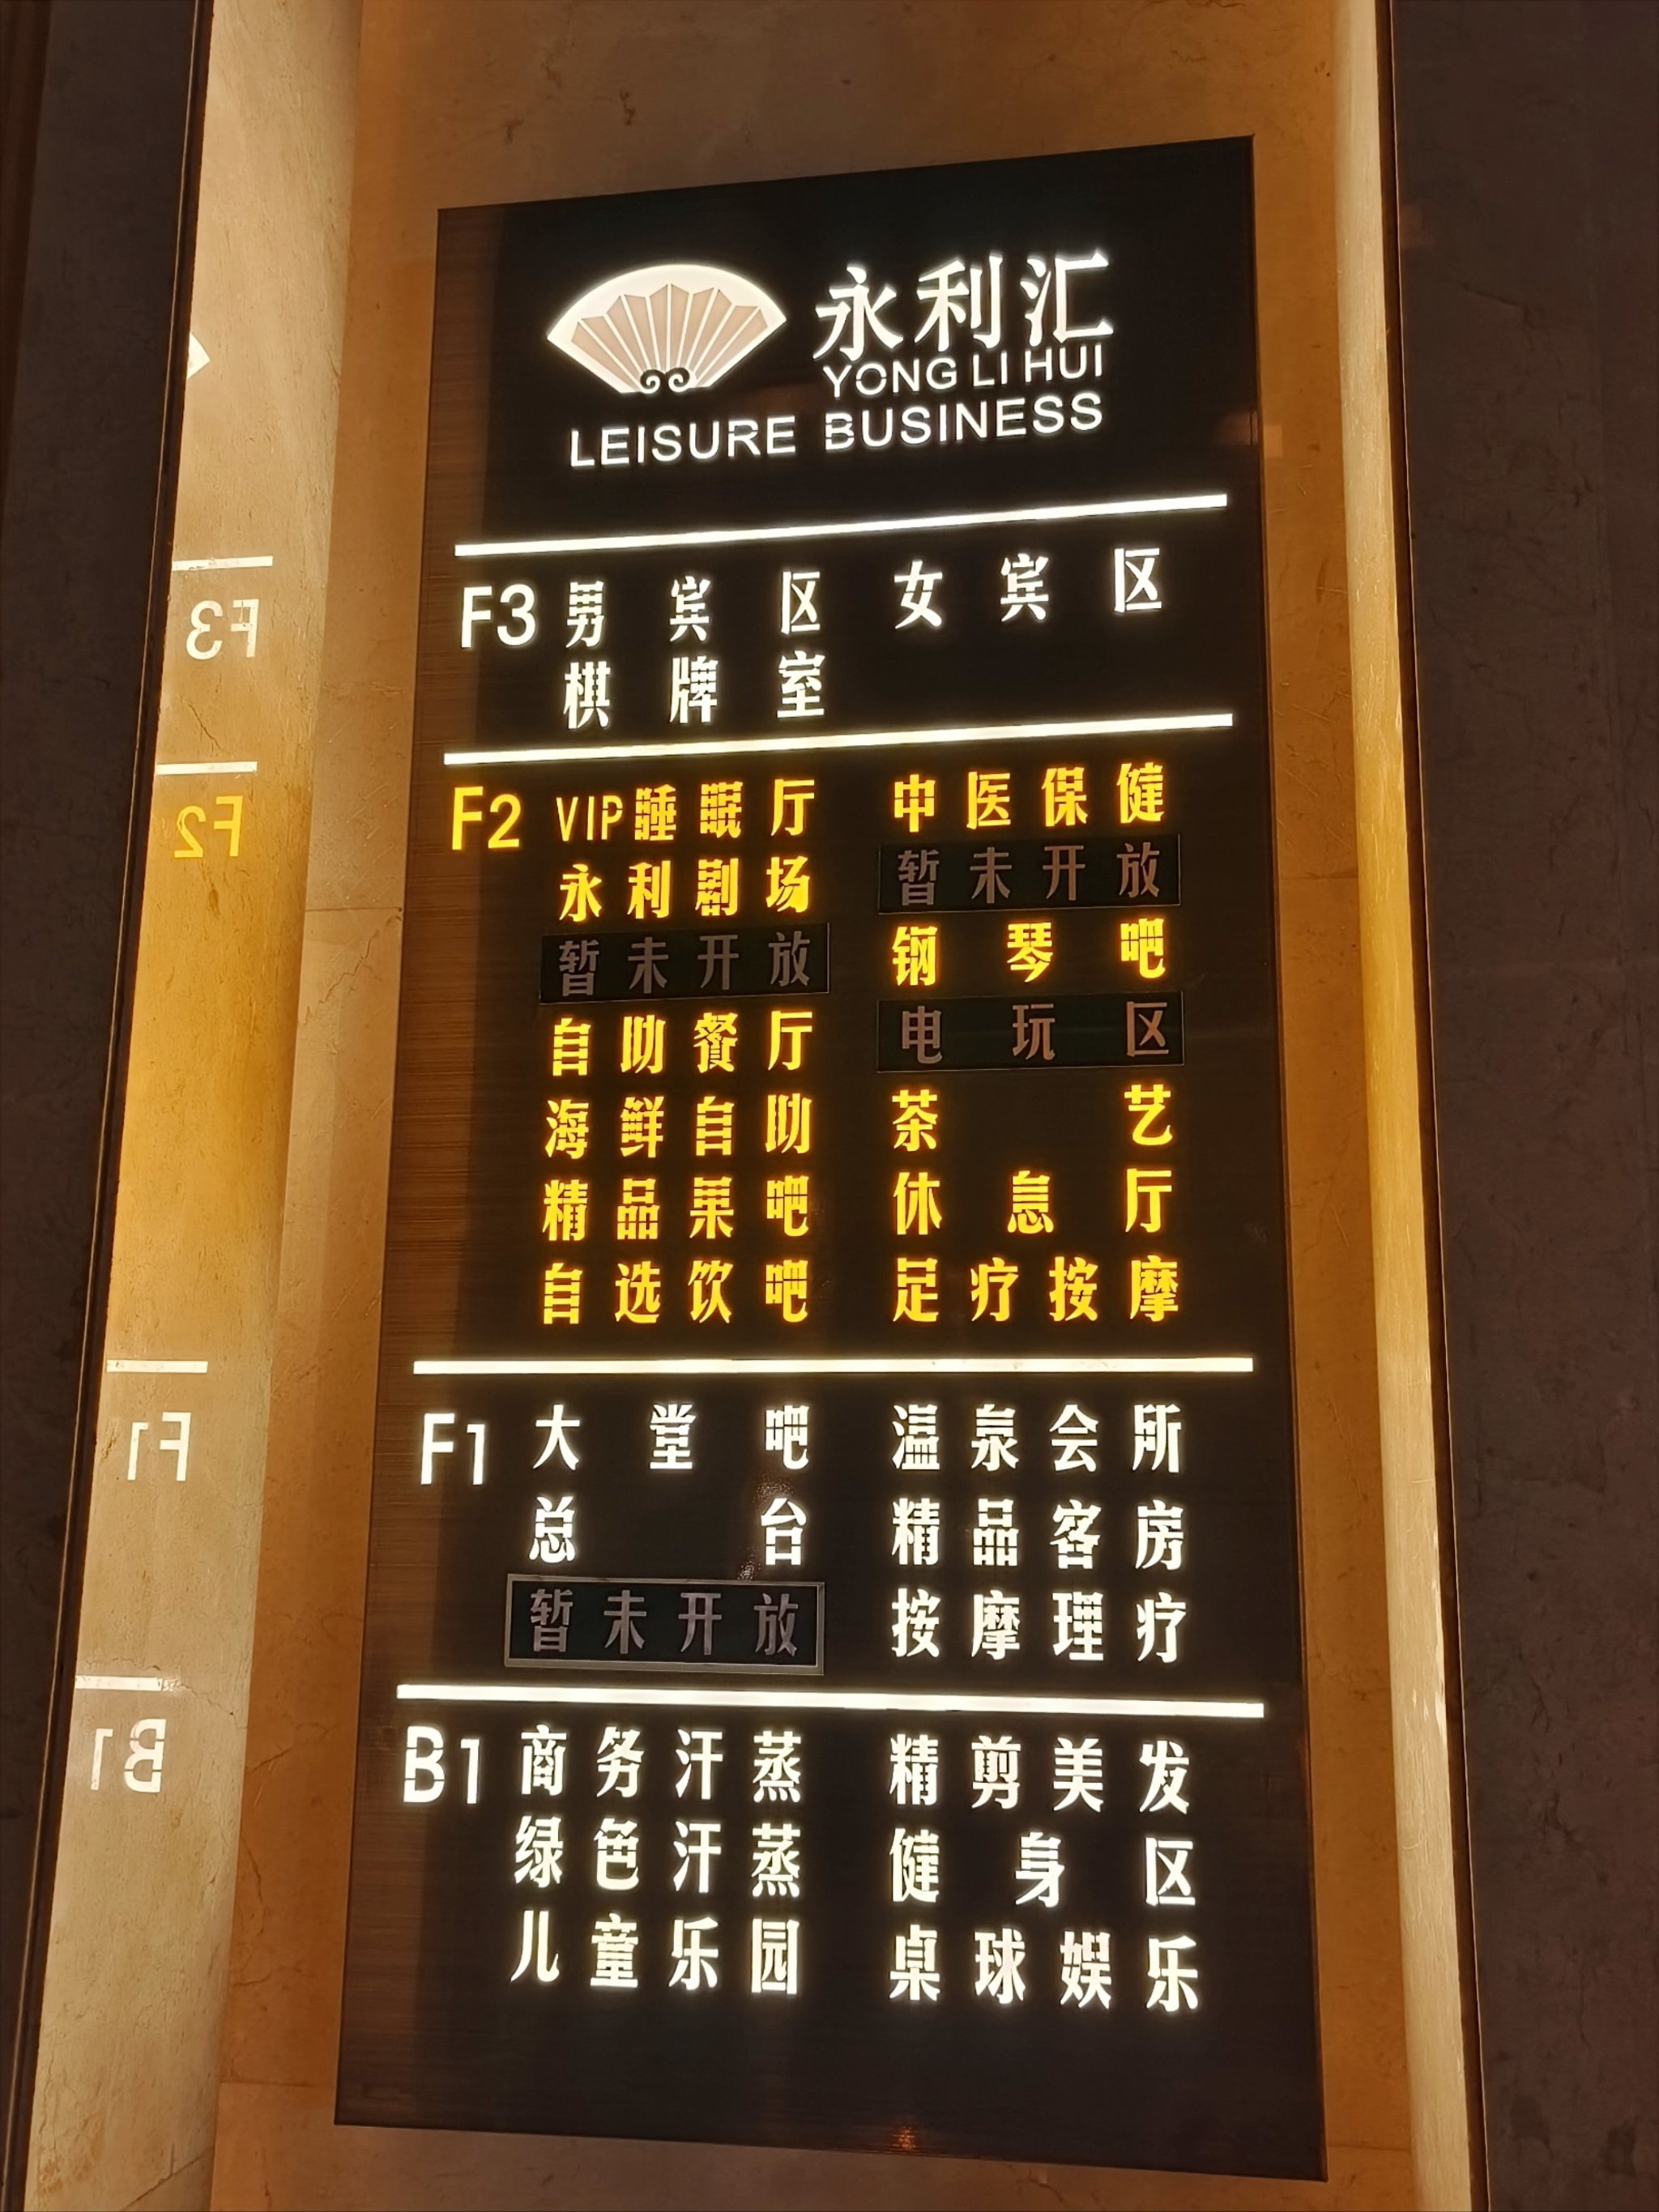 永利汇
YONG LI HUI
LEISURE BUSINESS
F3 男宾区 女宾区
棋牌室
F2 VIP睡眠厅 中医保健
永利剧场 暂未开放
暂未开放 钢琴吧
自助餐厅 电玩区
海鲜自助 茶艺
精品果吧 休息厅
自选饮吧 足疗按摩
F1 大堂吧 温泉会所
总台 精品客房
暂未开放 按摩理疗
B1 商务汗蒸 精剪美发
绿色汗蒸 健身区
儿童乐园 桌球娱乐
F3
F2
F1
B1